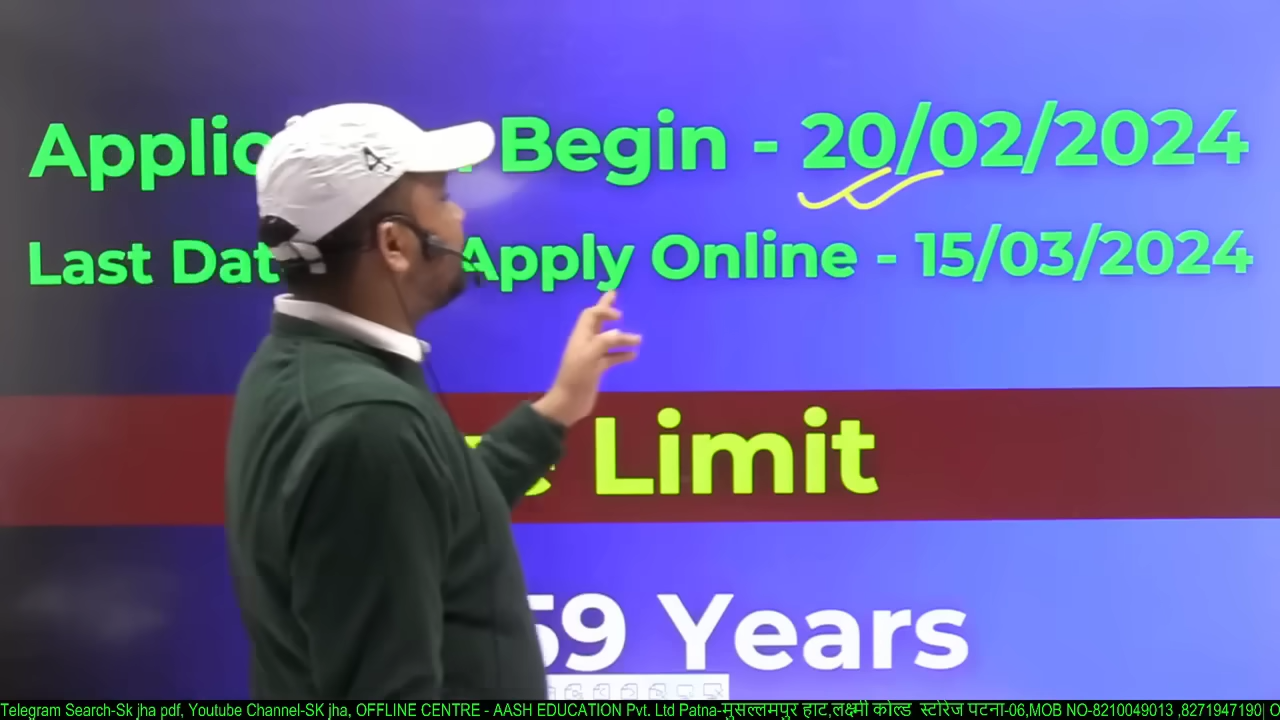 Applic Begin - 20/02/2024
Last Dat Apply Online - 15/03/2024
Limit
59 Years
Telegram Search-Sk jha pdf, Youtube Channel-SK jha, OFFLINE CENTRE - AASH EDUCATION Pvt. Ltd Patna-मुसल्लमपुर हाट,लक्ष्मी कोल्ड स्टोरेज पटना-06,MOB NO-8210049013 ,8271947190|